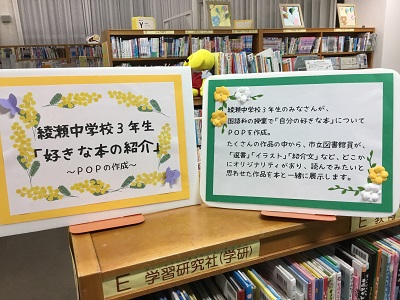 綾瀬中学校３年生
「好きな本の紹介」
～ＰＯＰの作成～
綾瀬中学校３年生のみなさんが、
国語科の授業で「自分の好きな本」について
ＰＯＰを作成。
たくさんの作品の中から、市立図書館員が、
「選書」「イラスト」「紹介文」など、どこか
にオリジナリティがあり、読んでみたいと
思わせた作品を本と一緒に展示します。
E 学習研究社(学研)
E 教育